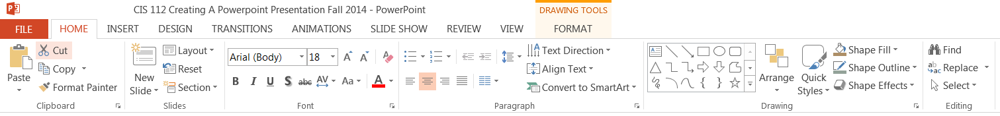 CIS 112 Creating A Powerpoint Presentation Fall 2014 - PowerPoint
DRAWING TOOLS
FILE HOME INSERT DESIGN TRANSITIONS ANIMATIONS SLIDE SHOW REVIEW VIEW FORMAT
Paste
Cut
Copy
Format Painter
Clipboard
New
Slide
Layout
Reset
Section
Slides
Arial (Body) 18
B I U S abc AV Aa A
Font
Text Direction
Align Text
Convert to SmartArt
Paragraph
Arrange
Quick
Styles
Shape Fill
Shape Outline
Shape Effects
Drawing
Find
Replace
Select
Editing